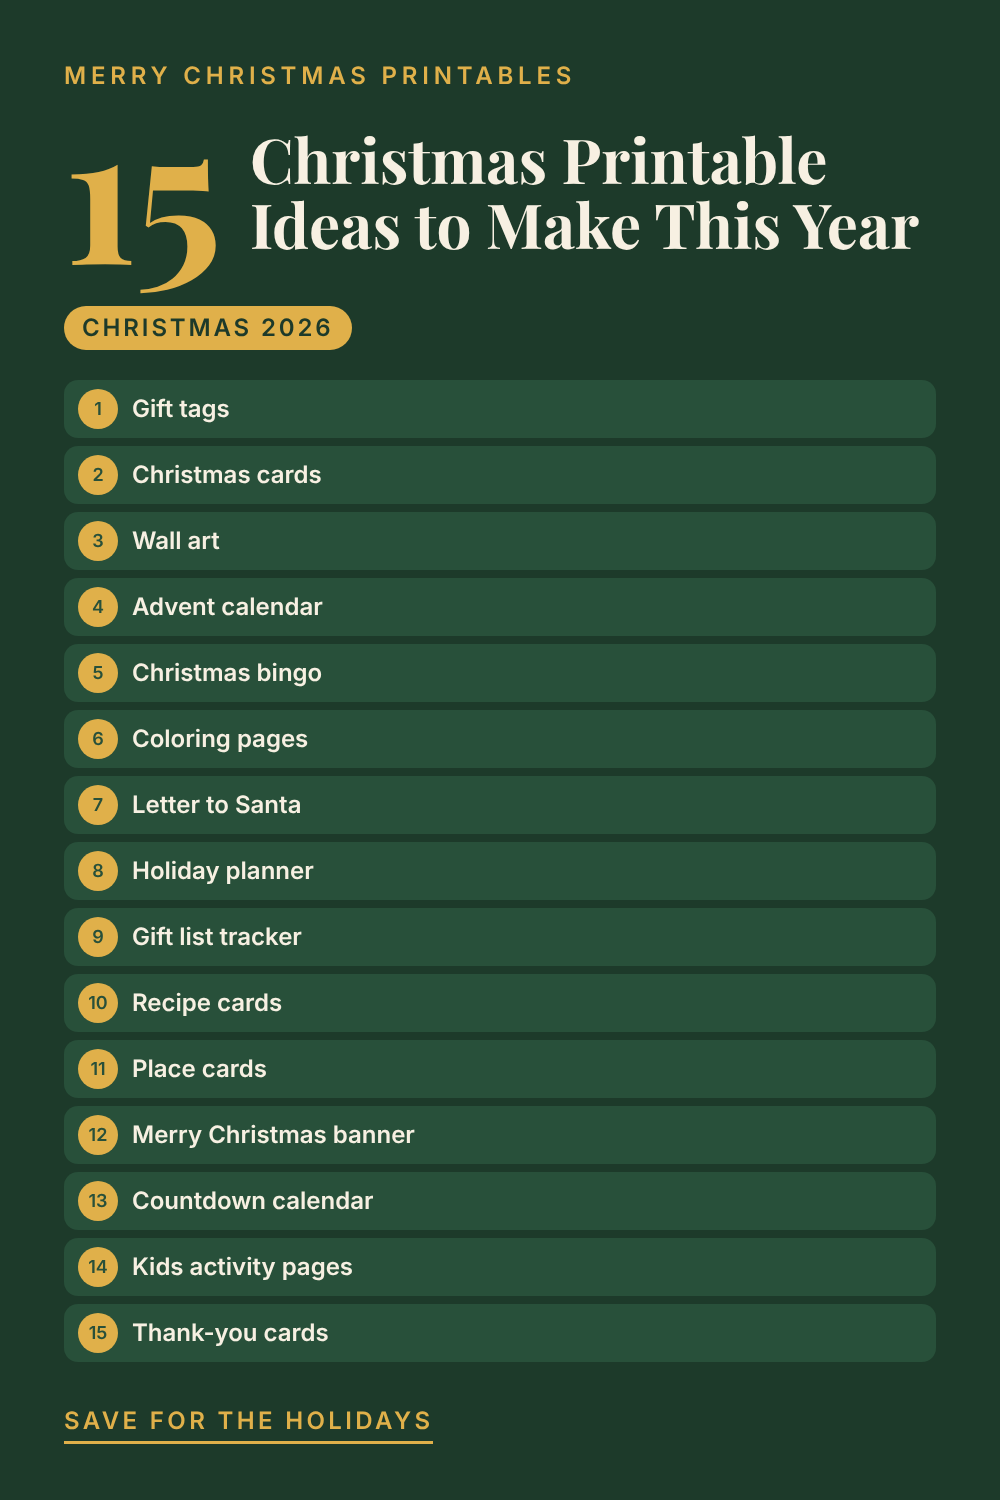 MERRY CHRISTMAS PRINTABLES
15
Christmas Printable
Ideas to Make This Year
CHRISTMAS 2026
1 Gift tags
2 Christmas cards
3 Wall art
4 Advent calendar
5 Christmas bingo
6 Coloring pages
7 Letter to Santa
8 Holiday planner
9 Gift list tracker
10 Recipe cards
11 Place cards
12 Merry Christmas banner
13 Countdown calendar
14 Kids activity pages
15 Thank-you cards
SAVE FOR THE HOLIDAYS